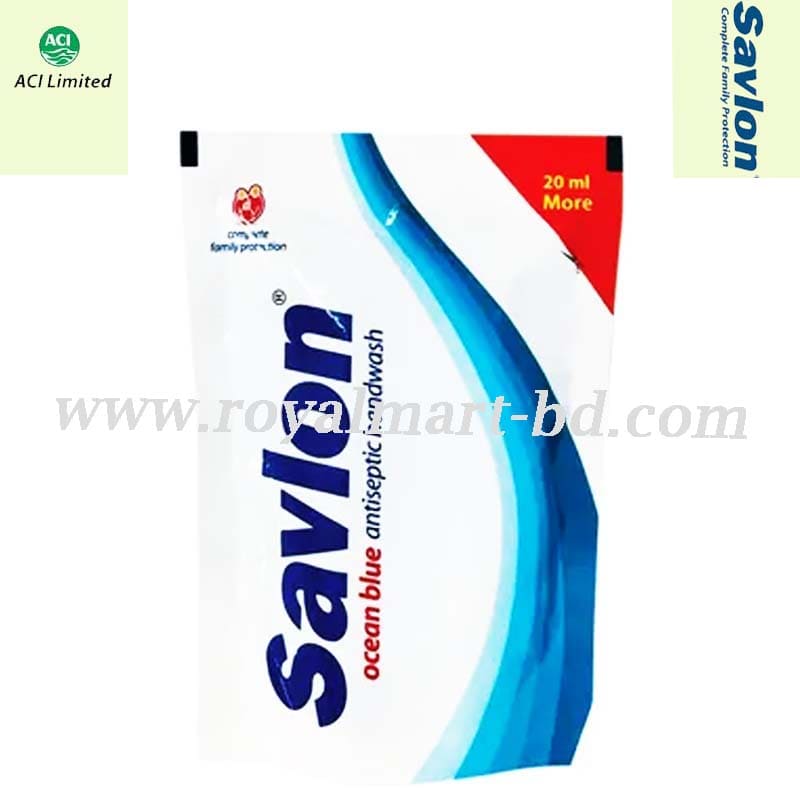 ACI
ACI Limited
Savlon
Complete Family Protection
20 ml
More
complete
family protection
Savlon®
ocean blue antiseptic handwash
www.royalmart-bd.com